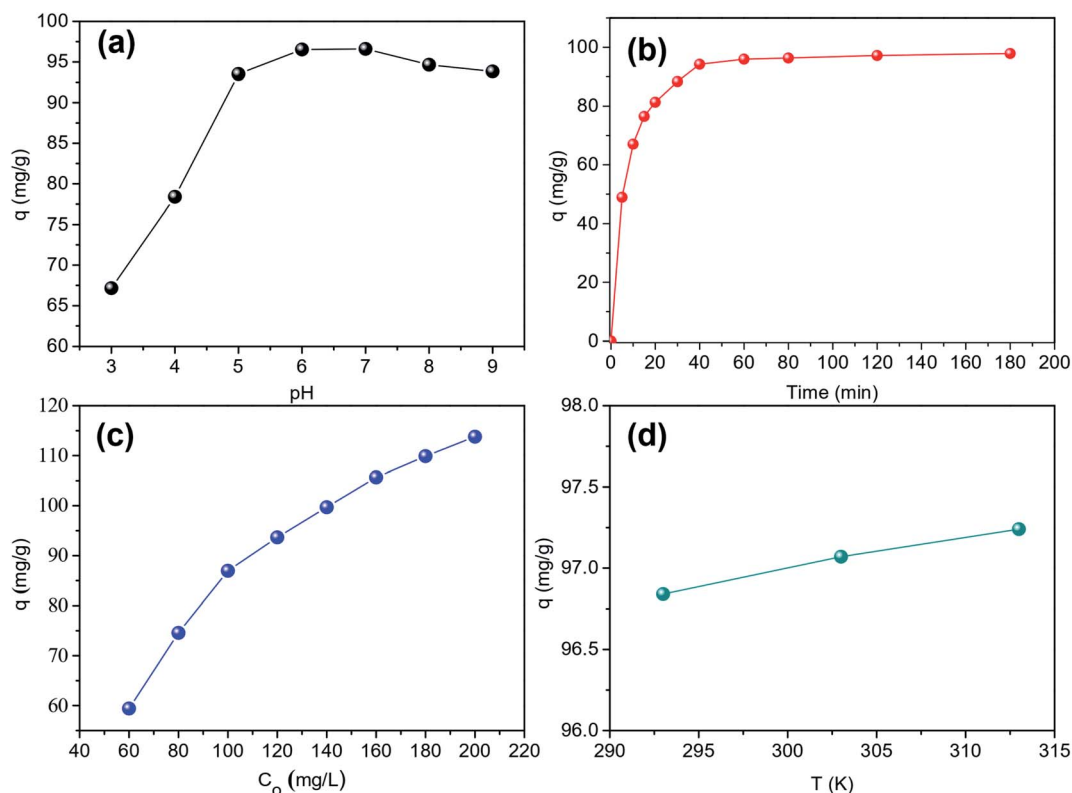 (a)
q (mg/g)
100
95
90
85
80
75
70
65
60
3 4 5 6 7 8 9
pH
(b)
q (mg/g)
100
80
60
40
20
0
0 20 40 60 80 100 120 140 160 180 200
Time (min)
(c)
q (mg/g)
120
110
100
90
80
70
60
40 60 80 100 120 140 160 180 200 220
Co (mg/L)
(d)
q (mg/g)
98.0
97.5
97.0
96.5
96.0
290 295 300 305 310 315
T (K)